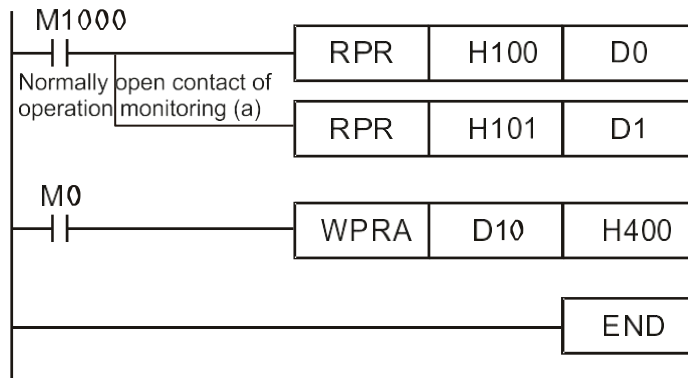 M1000
RPR H100 D0
Normally open contact of
operation monitoring (a)
RPR H101 D1
M0
WPRA D10 H400
END